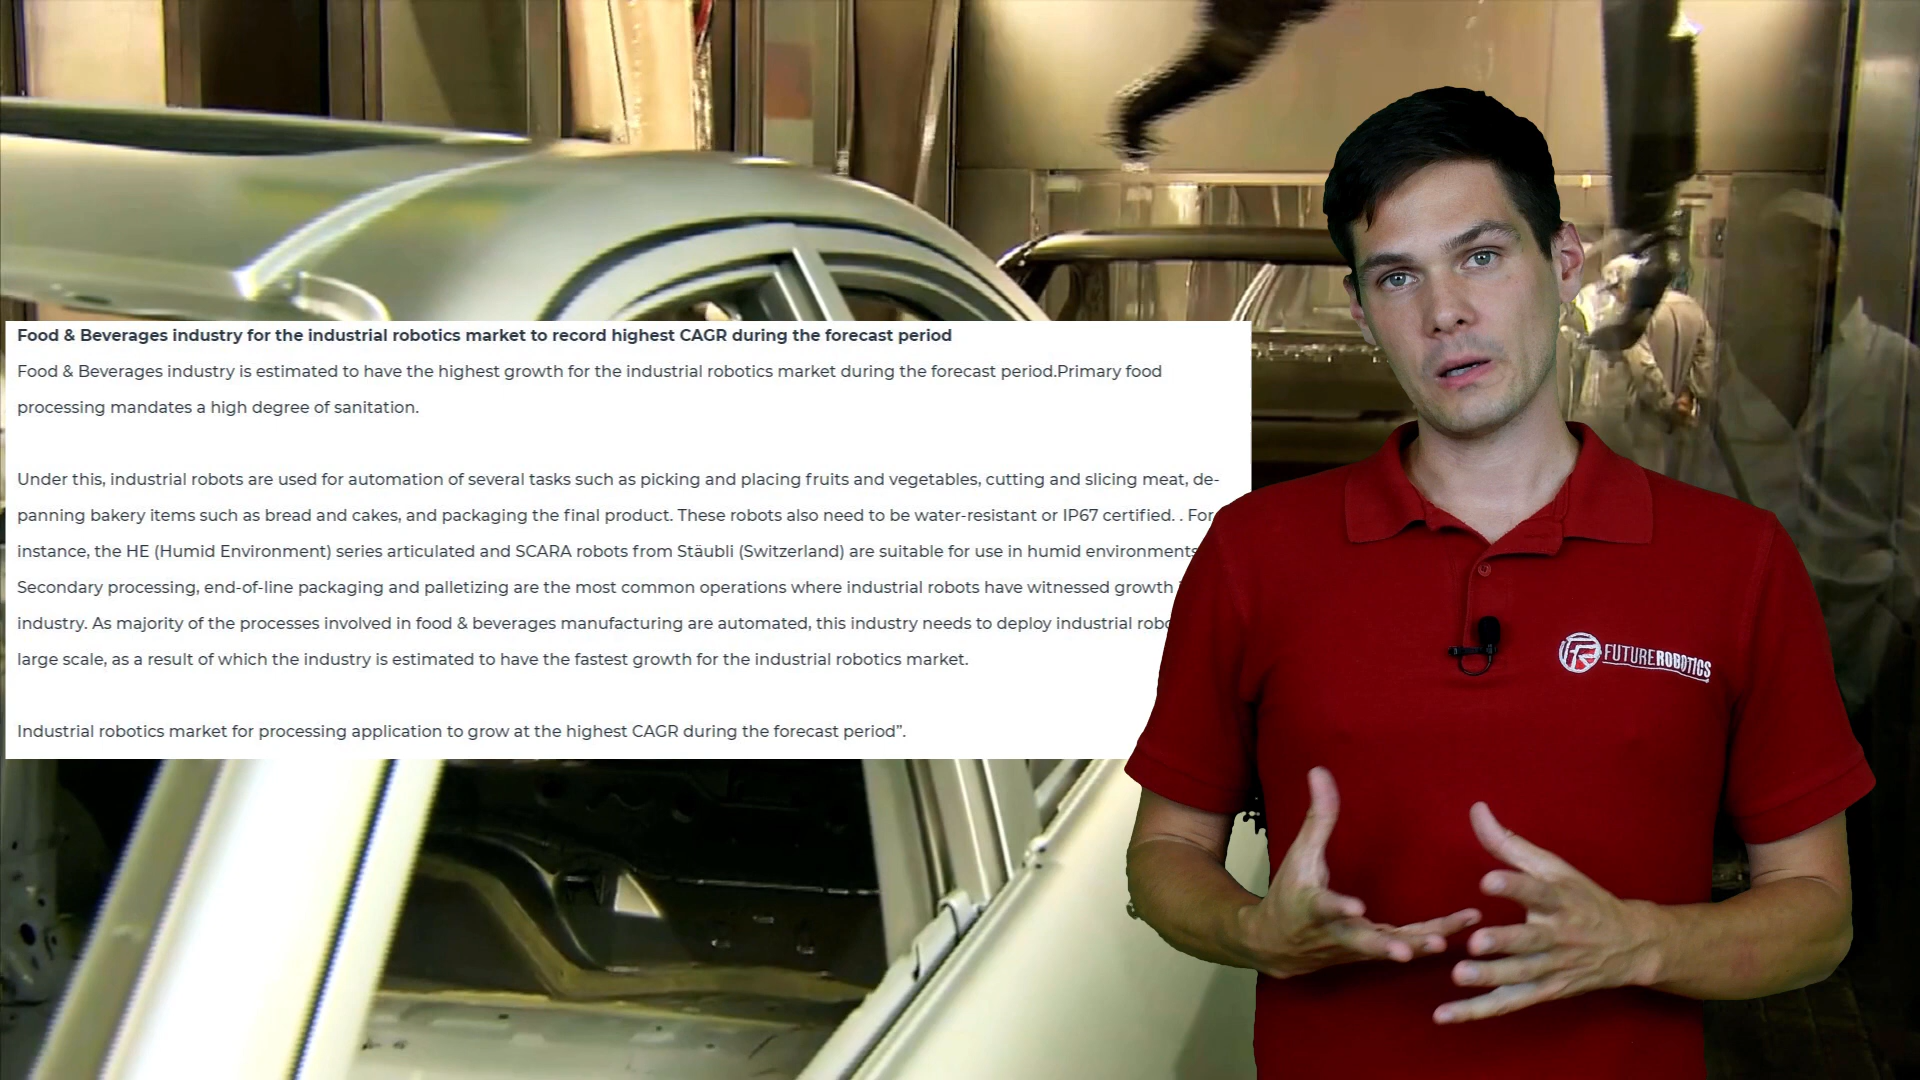 Food & Beverages industry for the industrial robotics market to record highest CAGR during the forecast period
Food & Beverages industry is estimated to have the highest growth for the industrial robotics market during the forecast period.Primary food
processing mandates a high degree of sanitation.
Under this, industrial robots are used for automation of several tasks such as picking and placing fruits and vegetables, cutting and slicing meat, de-
panning bakery items such as bread and cakes, and packaging the final product. These robots also need to be water-resistant or IP67 certified. . For
instance, the HE (Humid Environment) series articulated and SCARA robots from Stäubli (Switzerland) are suitable for use in humid environments
Secondary processing, end-of-line packaging and palletizing are the most common operations where industrial robots have witnessed growth
industry. As majority of the processes involved in food & beverages manufacturing are automated, this industry needs to deploy industrial
large scale, as a result of which the industry is estimated to have the fastest growth for the industrial robotics market.
Industrial robotics market for processing application to grow at the highest CAGR during the forecast period”.
FUTUREROBOTICS